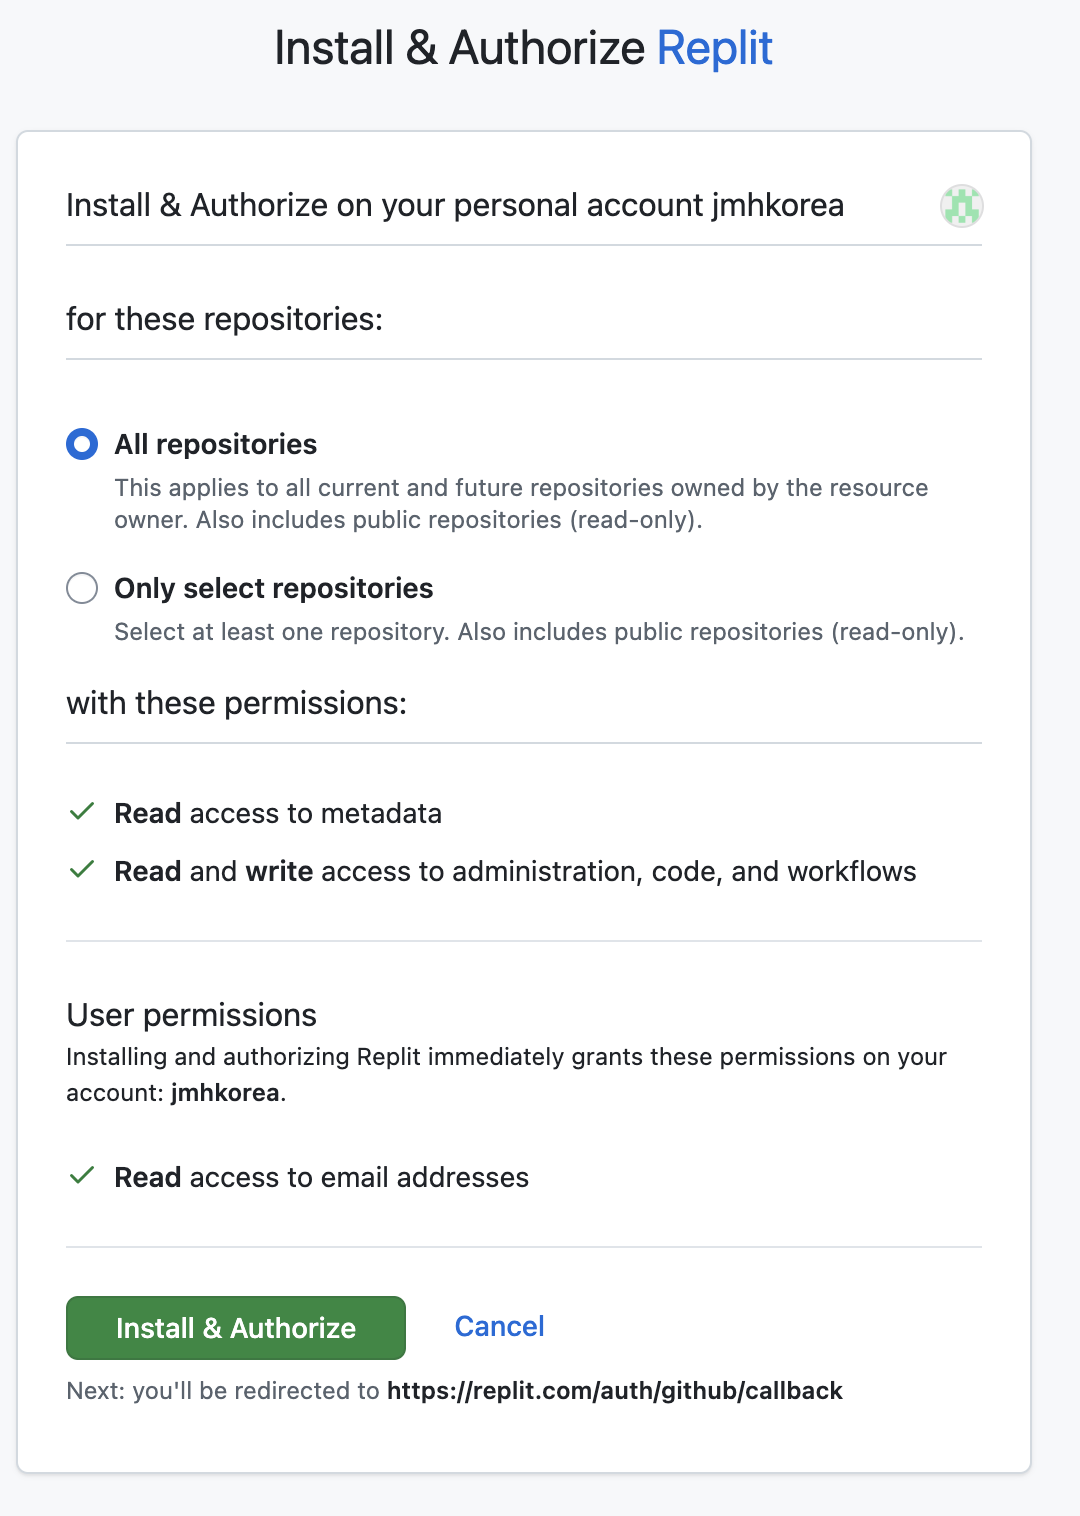 Install & Authorize Replit
Install & Authorize on your personal account jmhkorea
for these repositories:
All repositories
This applies to all current and future repositories owned by the resource
owner. Also includes public repositories (read-only).
Only select repositories
Select at least one repository. Also includes public repositories (read-only).
with these permissions:
Read access to metadata
Read and write access to administration, code, and workflows
User permissions
Installing and authorizing Replit immediately grants these permissions on your
account: jmhkorea.
Read access to email addresses
Install & Authorize
Cancel
Next: you'll be redirected to https://replit.com/auth/github/callback